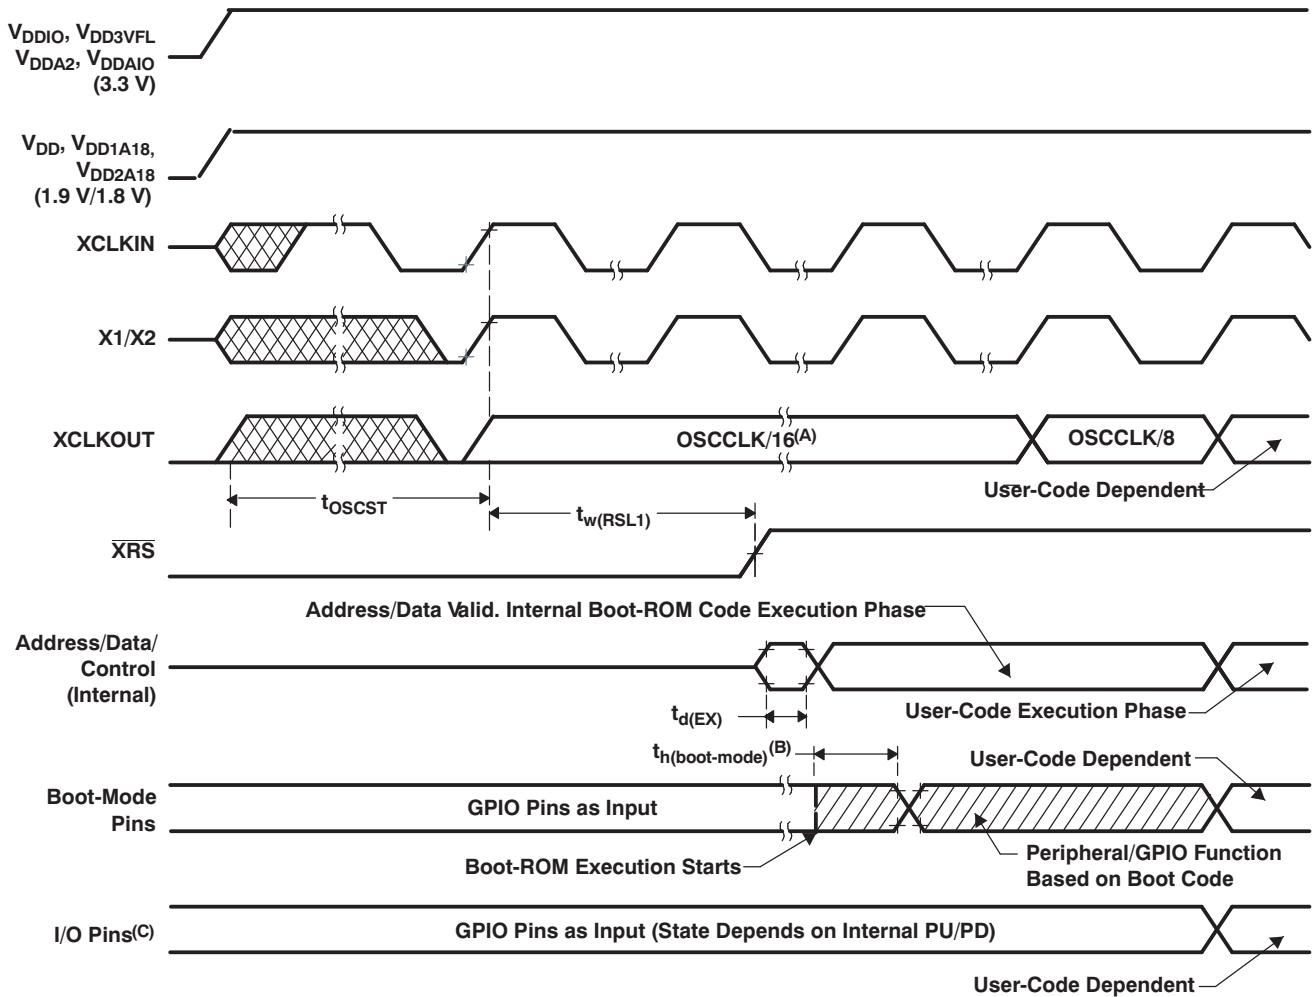 VDDIO, VDD3VFL
VDDA2, VDDAIO
(3.3 V)
VDD, VDD1A18,
VDD2A18
(1.9 V/1.8 V)
XCLKIN
X1/X2
XCLKOUT
OSCCLK/16(A)
OSCCLK/8
User-Code Dependent
tOSCST
tw(RSL1)
XRS
Address/Data Valid. Internal Boot-ROM Code Execution Phase
Address/Data/
Control
(Internal)
td(EX)
User-Code Execution Phase
th(boot-mode)(B)
User-Code Dependent
Boot-Mode
Pins
GPIO Pins as Input
Boot-ROM Execution Starts
Peripheral/GPIO Function
Based on Boot Code
I/O Pins(C)
GPIO Pins as Input (State Depends on Internal PU/PD)
User-Code Dependent